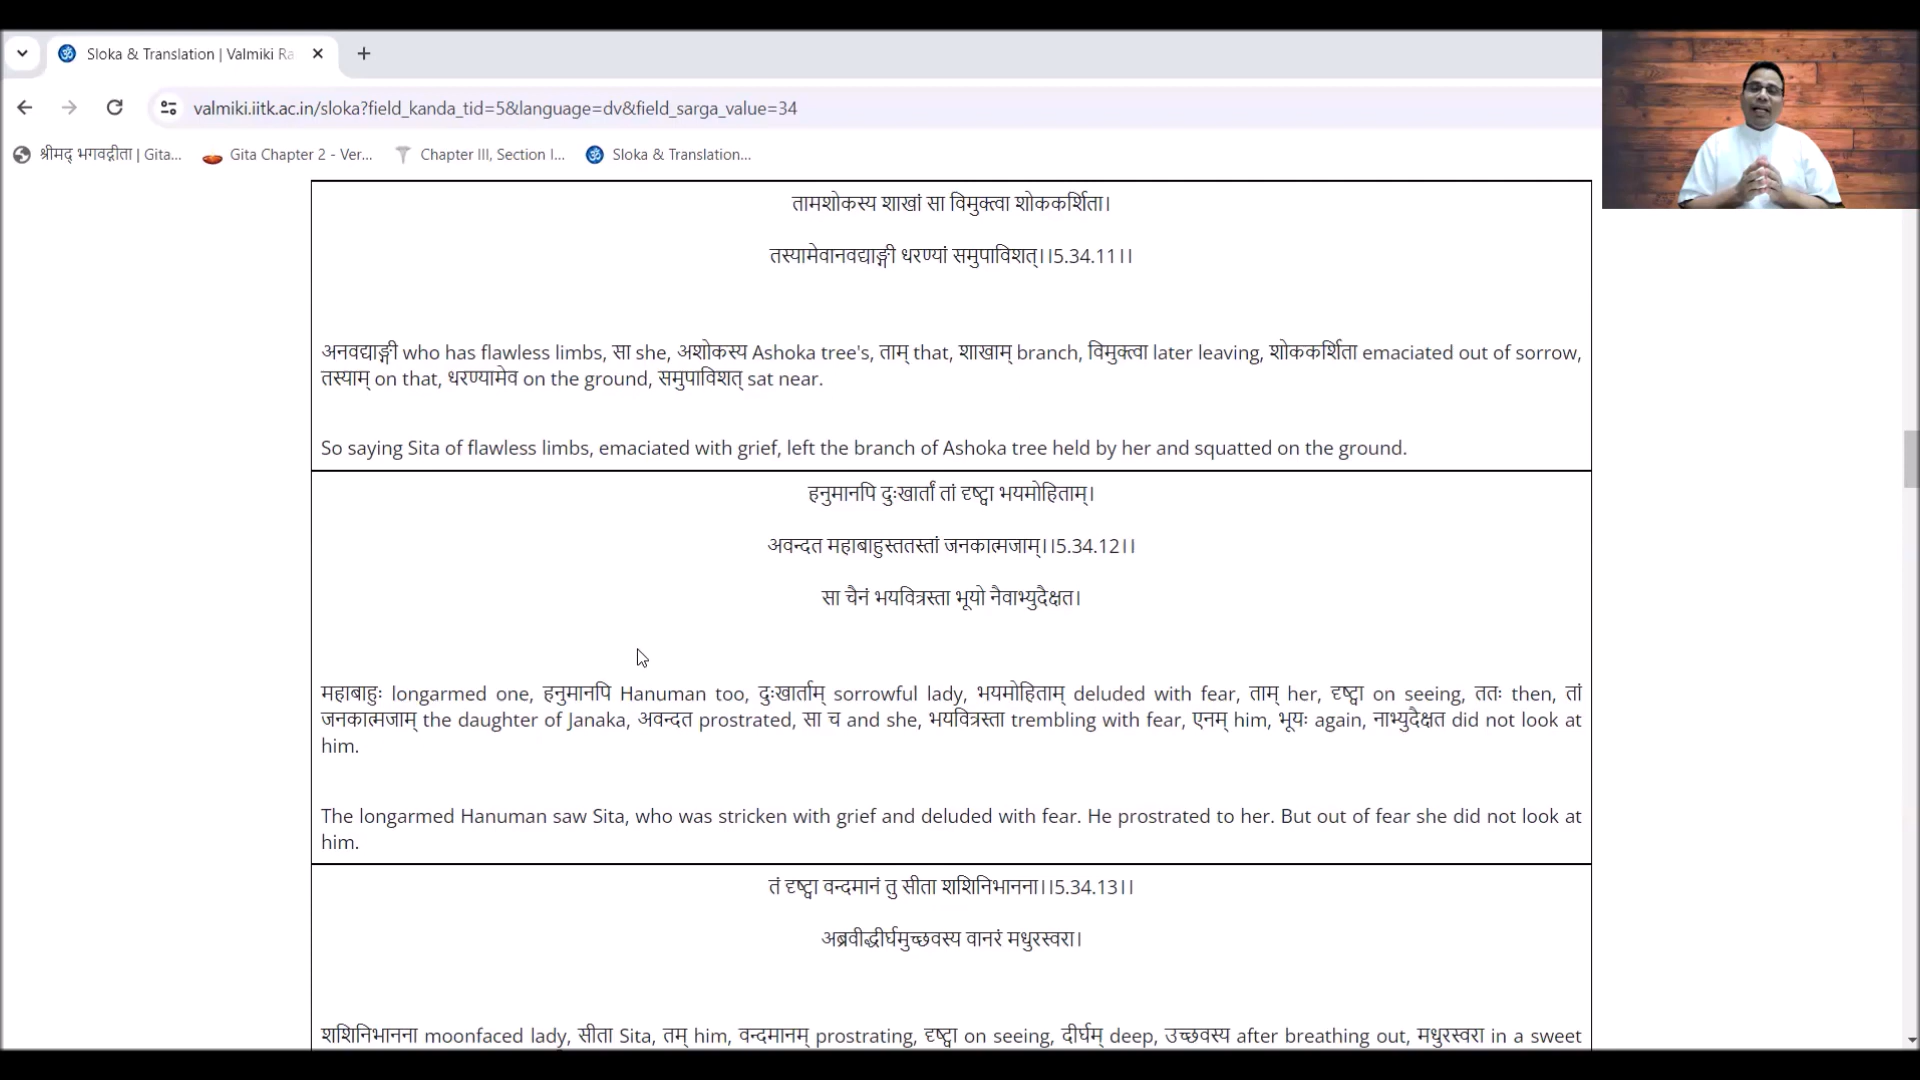 Sloka & Translation | Valmiki Ra
valmiki.iitk.ac.in/sloka?field_kanda_tid=5&language=dv&field_sarga_value=34
श्रीमद् भगवद्गीता | Gita...
Gita Chapter 2 - Ver...
Chapter III, Section I...
Sloka & Translation...
तामशोकस्य शाखां सा विमुक्त्वा शोककर्शिता।
तस्यामेवानवद्याङ्गी धरण्यां समुपाविशत्।।5.34.11।।
अनवद्याङ्गी who has flawless limbs, सा she, अशोकस्य Ashoka tree's, ताम् that, शाखाम् branch, विमुक्त्वा later leaving, शोककर्शिता emaciated out of sorrow,
तस्याम् on that, धरण्यामेव on the ground, समुपाविशत् sat near.
So saying Sita of flawless limbs, emaciated with grief, left the branch of Ashoka tree held by her and squatted on the ground.
हनुमानपि दुःखार्तां तां दृष्ट्वा भयमोहिताम्।
अवन्दत महाबाहुस्ततस्तां जनकात्मजाम्।।5.34.12।।
सा चैनं भयवित्रस्ता भूयो नैवाभ्युदैक्षत।
महाबाहुः longarmed one, हनुमानपि Hanuman too, दुःखार्ताम् sorrowful lady, भयमोहिताम् deluded with fear, ताम् her, दृष्ट्वा on seeing, ततः then, तां
जनकात्मजाम् the daughter of Janaka, अवन्दत prostrated, सा च and she, भयवित्रस्ता trembling with fear, एनम् him, भूयः again, नाभ्युदैक्षत did not look at
him.
The longarmed Hanuman saw Sita, who was stricken with grief and deluded with fear. He prostrated to her. But out of fear she did not look at
him.
तं दृष्ट्वा वन्दमानं तु सीता शशिनिभानना।।5.34.13।।
अब्रवीद्दीर्घमुच्छवस्य वानरं मधुरस्वरा।
शशिनिभानना moonfaced lady, सीता Sita, तम् him, वन्दमानम् prostrating, दृष्ट्वा on seeing, दीर्घम् deep, उच्छवस्य after breathing out, मधुरस्वरा in a sweet